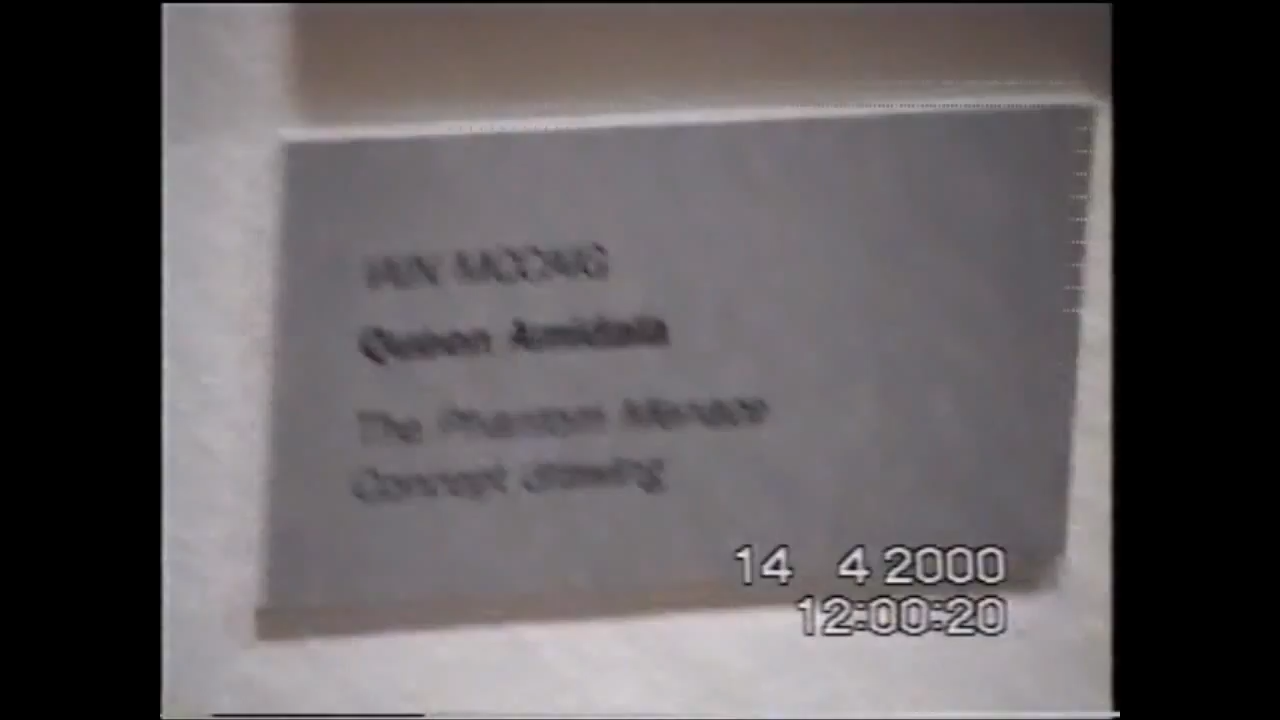 IAIN MCCAIG
Queen Amidala
The Phantom Menace
Concept drawing
14 4 2000
12:00:20